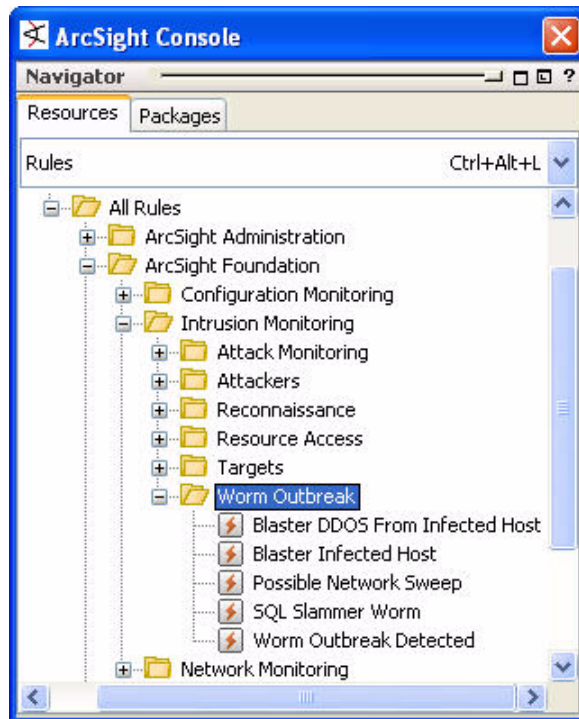 ArcSight Console
Navigator
?
Resources Packages
Rules Ctrl+Alt+L
All Rules
ArcSight Administration
ArcSight Foundation
Configuration Monitoring
Intrusion Monitoring
Attack Monitoring
Attackers
Reconnaissance
Resource Access
Targets
Worm Outbreak
Blaster DDOS From Infected Host
Blaster Infected Host
Possible Network Sweep
SQL Slammer Worm
Worm Outbreak Detected
Network Monitoring